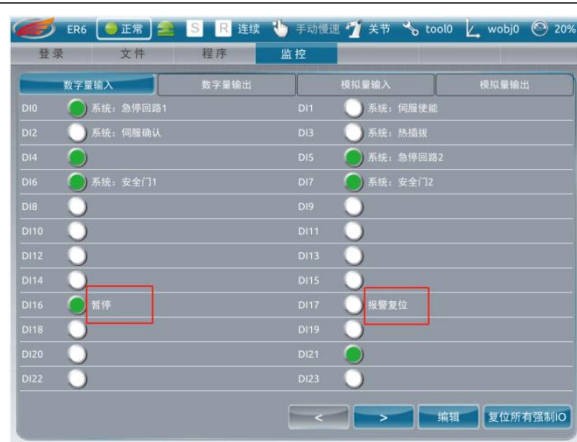 ER6 正常 S R 连续 手动慢速 关节 tool0 wobj0 20%
登录 文件 程序 监控
数字量输入 数字量输出 模拟量输入 模拟量输出
DI0 系统：急停回路1 DI1 系统：伺服使能
DI2 系统：伺服确认 DI3 系统：热插拔
DI4 DI5 系统：急停回路2
DI6 系统：安全门1 DI7 系统：安全门2
DI8 DI9
DI10 DI11
DI12 DI13
DI14 DI15
DI16 暂停 DI17 报警复位
DI18 DI19
DI20 DI21
DI22 DI23
< > 编辑 复位所有强制IO